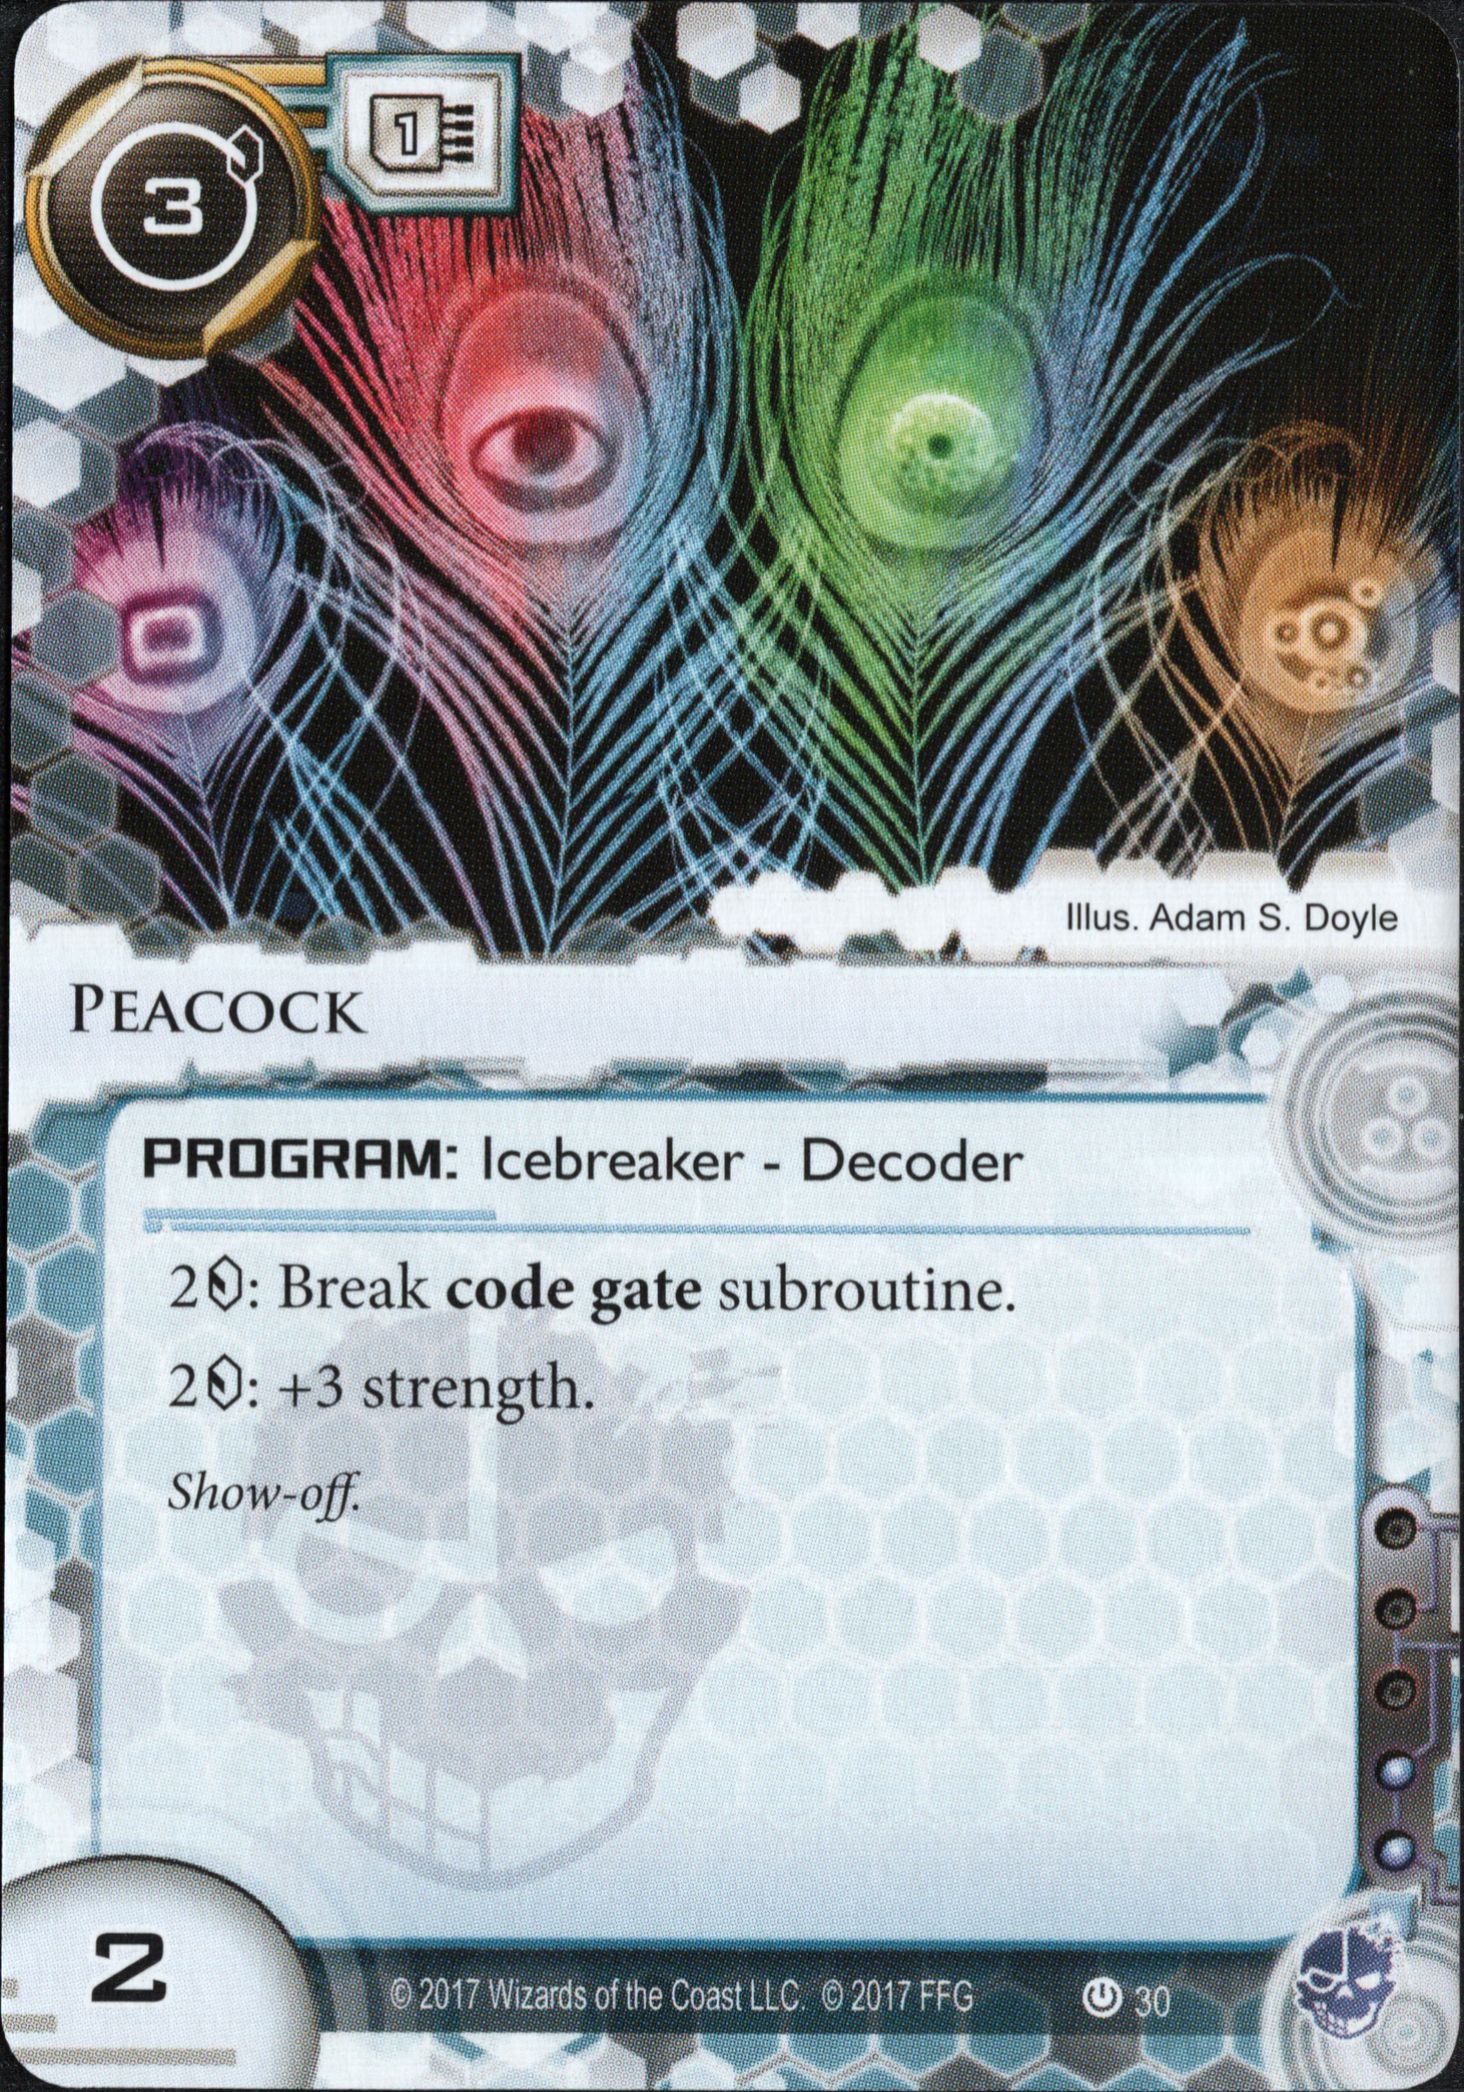 3
1
Illus. Adam S. Doyle
PEACOCK
PROGRAM: Icebreaker - Decoder
2: Break code gate subroutine.
2: +3 strength.
Show-off.
2
© 2017 Wizards of the Coast LLC. © 2017 FFG
30